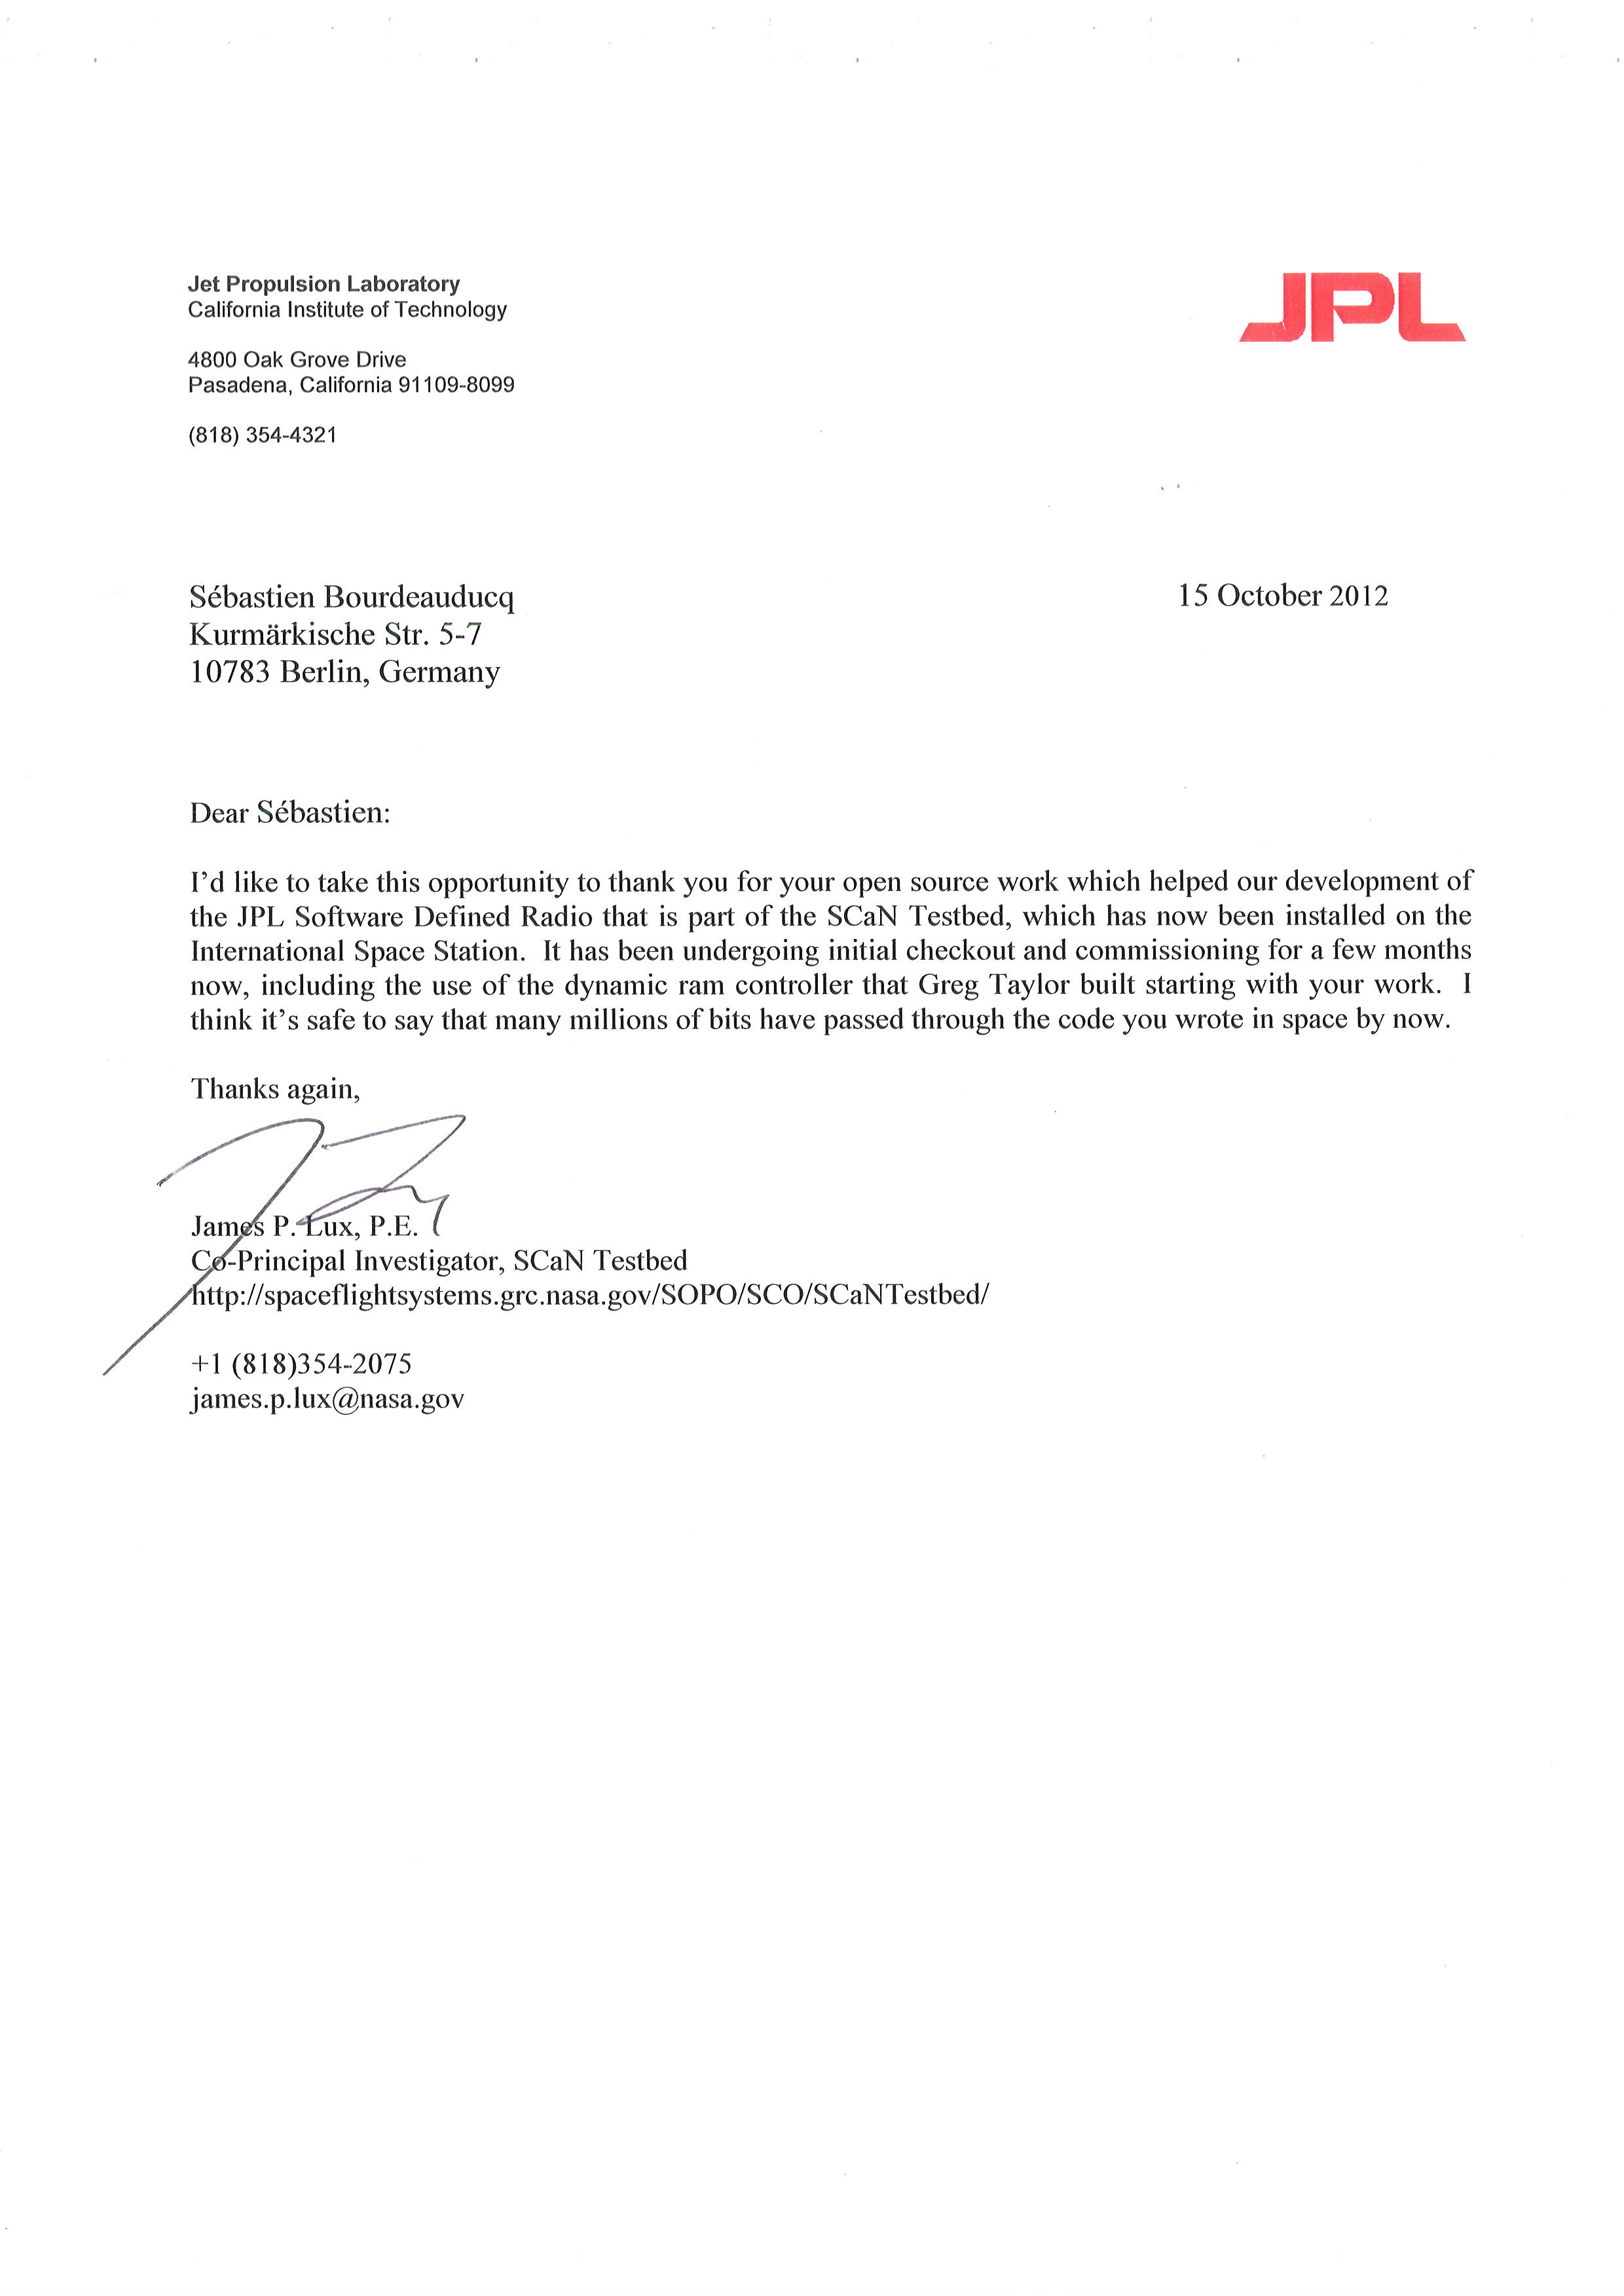 Jet Propulsion Laboratory
California Institute of Technology
4800 Oak Grove Drive
Pasadena, California 91109-8099
(818) 354-4321
JPL
Sébastien Bourdeauducq
Kurmärkische Str. 5-7
10783 Berlin, Germany
15 October 2012
Dear Sébastien:
I’d like to take this opportunity to thank you for your open source work which helped our development of
the JPL Software Defined Radio that is part of the SCaN Testbed, which has now been installed on the
International Space Station.  It has been undergoing initial checkout and commissioning for a few months
now, including the use of the dynamic ram controller that Greg Taylor built starting with your work.  I
think it’s safe to say that many millions of bits have passed through the code you wrote in space by now.
Thanks again,
James P. Lux, P.E.
Co-Principal Investigator, SCaN Testbed
http://spaceflightsystems.grc.nasa.gov/SOPO/SCO/SCaNTestbed/
+1 (818)354-2075
james.p.lux@nasa.gov